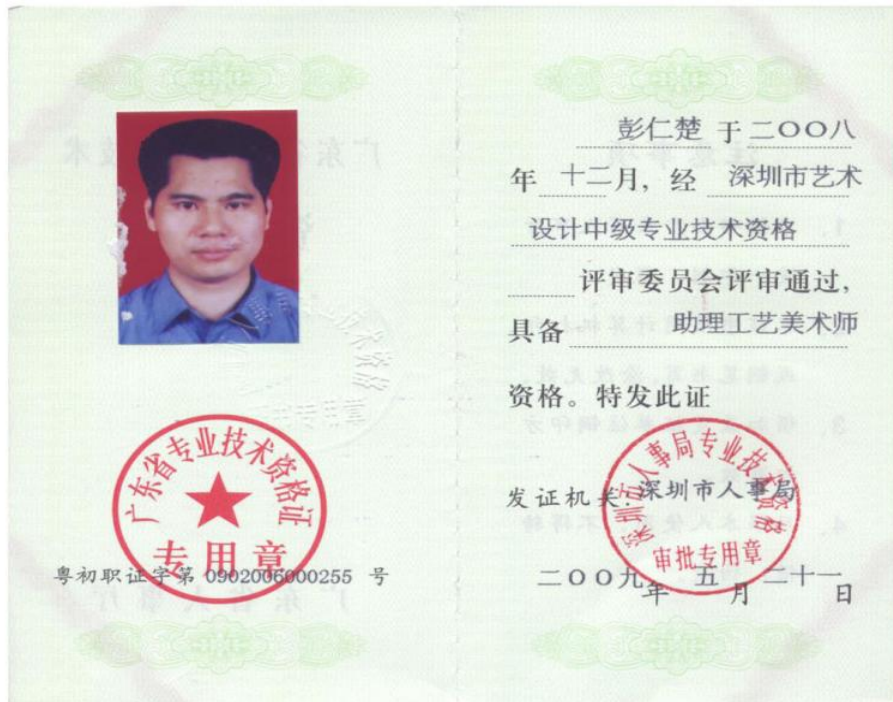 广东省专业技术资格证
专用章
粤初职证字第 0902006000255 号
彭仁楚 于二〇〇八
年 十二月, 经 深圳市艺术
设计中级专业技术资格
评审委员会评审通过,
具备 助理工艺美术师
资格。特发此证
深圳市人事局专业技术资格
审批专用章
发证机关:深圳市人事局
二〇〇九年 五月二十一日